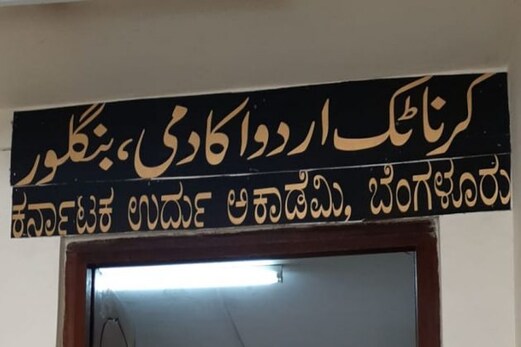 کرناٹک اردو اکادمی، بنگلور
ಕರ್ನಾಟಕ ಉರ್ದು ಅಕಾಡೆಮಿ, ಬೆಂಗಳೂರು